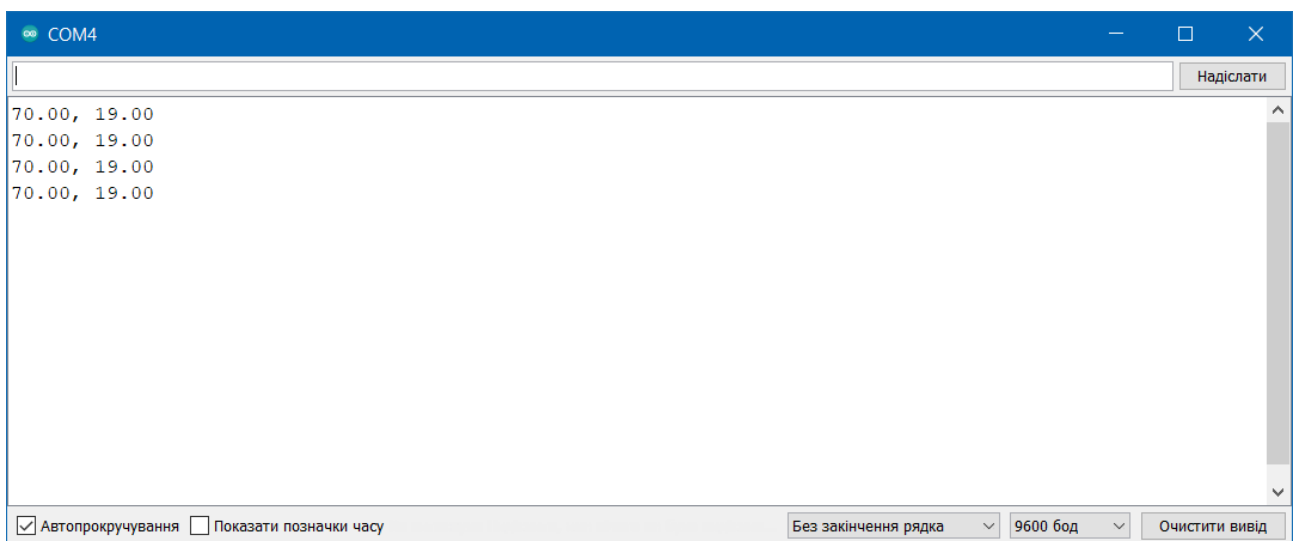 COM4
Надіслати
70.00, 19.00
70.00, 19.00
70.00, 19.00
70.00, 19.00
Автопрокручування Показати позначки часу Без закінчення рядка 9600 бод Очистити вивід